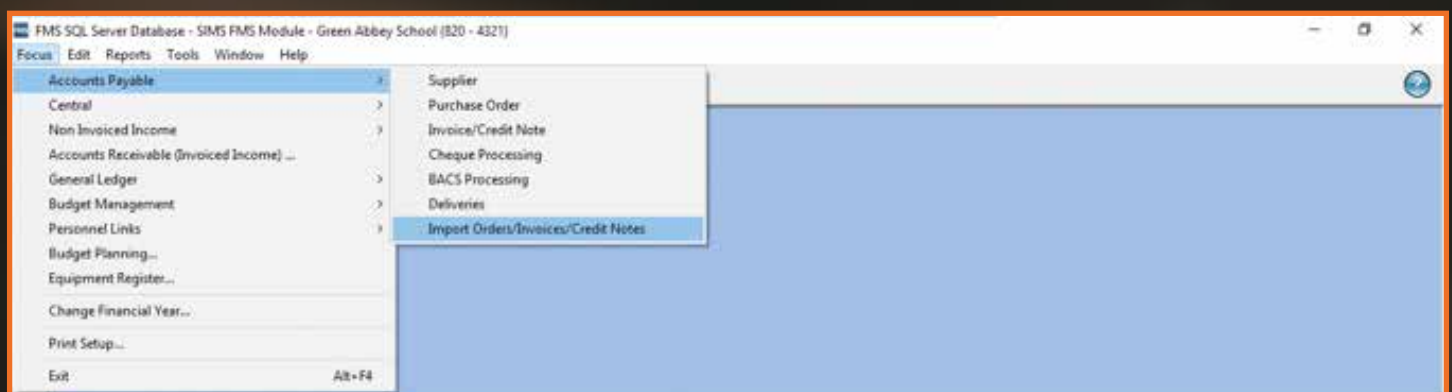 FMS SQL Server Database - SIMS FMS Module - Green Abbey School (820 - 4321)
Focus Edit Reports Tools Window Help
Accounts Payable
Central
Non Invoiced Income
Accounts Receivable (Invoiced Income) ...
General Ledger
Budget Management
Personnel Links
Budget Planning...
Equipment Register...
Change Financial Year...
Print Setup...
Exit Alt+F4
Supplier
Purchase Order
Invoice/Credit Note
Cheque Processing
BACS Processing
Deliveries
Import Orders/Invoices/Credit Notes